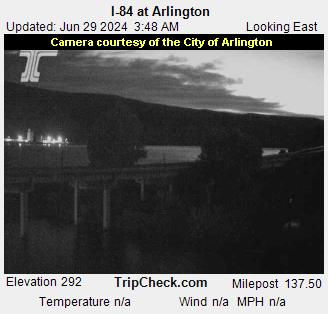 I-84 at Arlington
Updated: Jun 29 2024 3:48 AM Looking East
Camera courtesy of the City of Arlington
Elevation 292 TripCheck.com Milepost 137.50
Temperature n/a Wind n/a MPH n/a